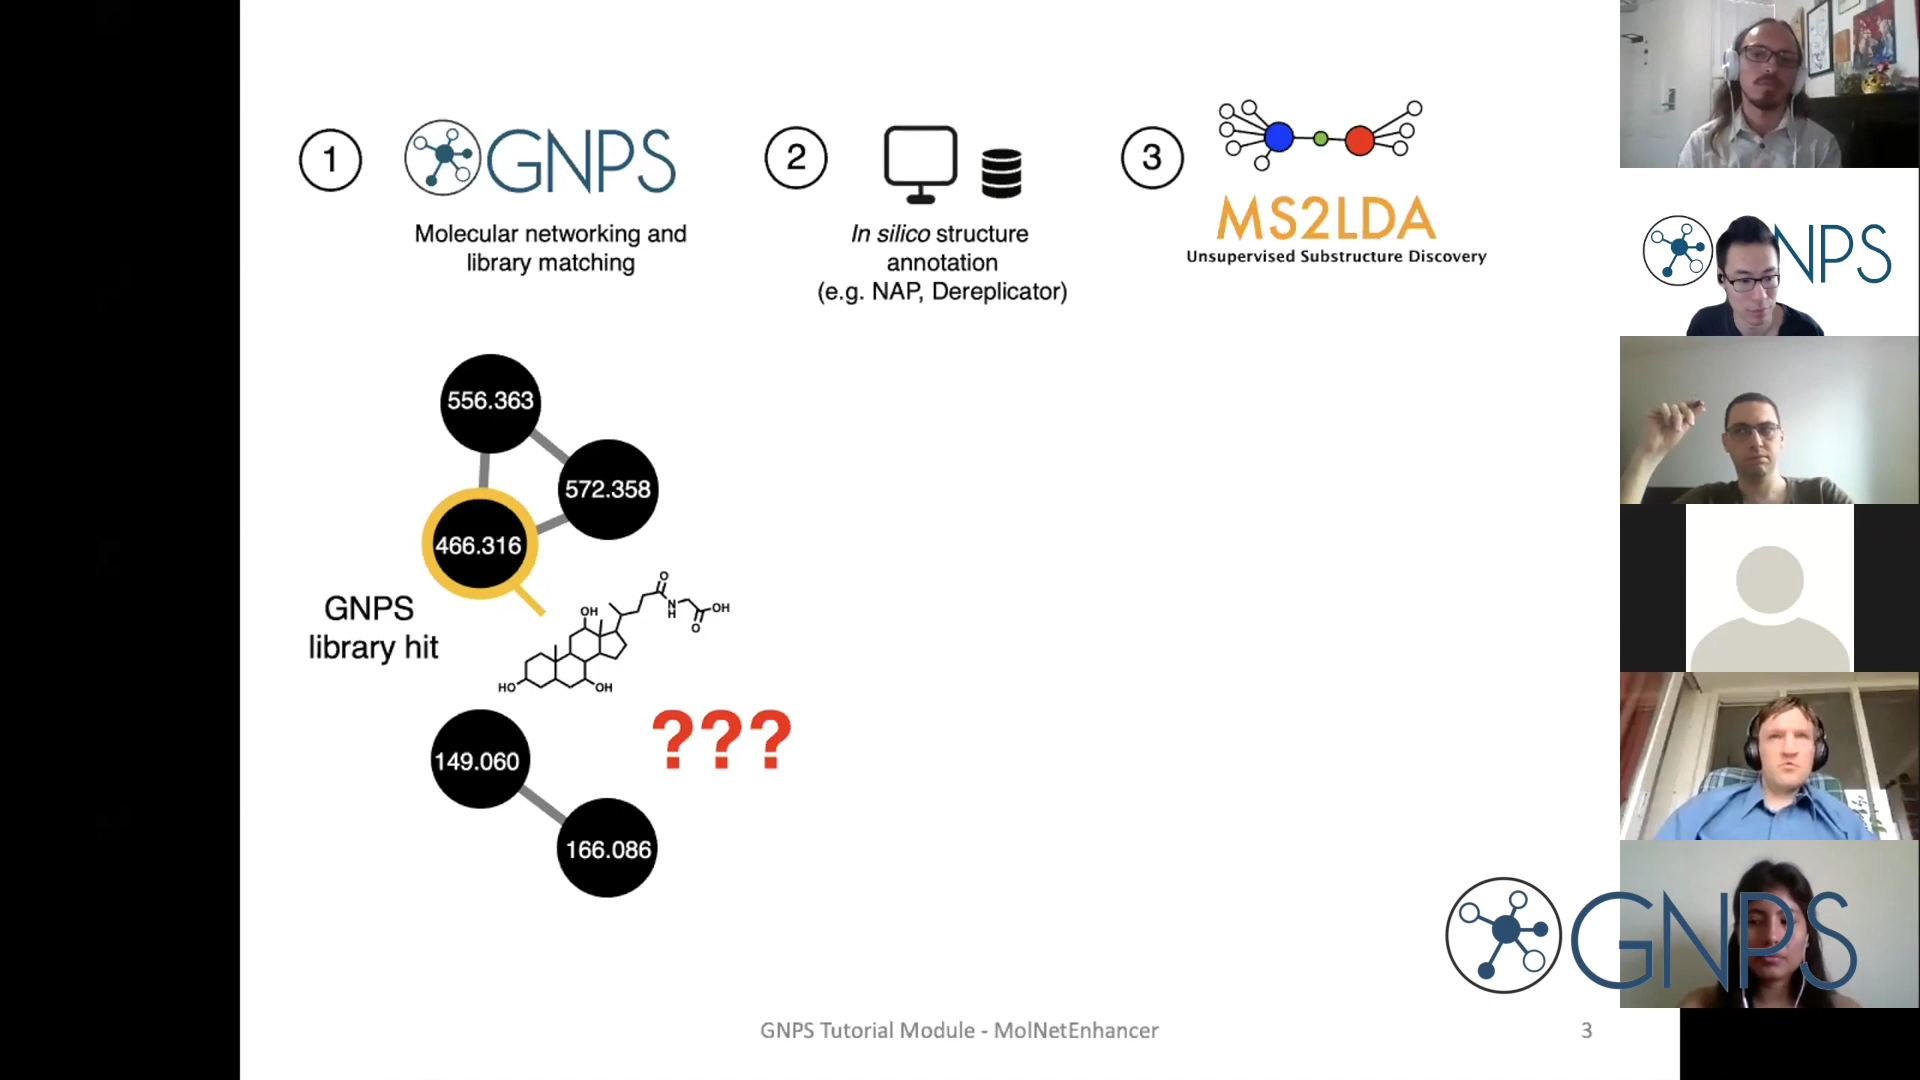 1
GNPS
Molecular networking and
library matching
2
In silico structure
annotation
(e.g. NAP, Dereplicator)
3
MS2LDA
Unsupervised Substructure Discovery
556.363
572.358
466.316
GNPS
library hit
O
OH
N
H
OH
O
HO
OH
???
149.060
166.086
GNPS Tutorial Module - MolNetEnhancer
3
NPS
GNPS